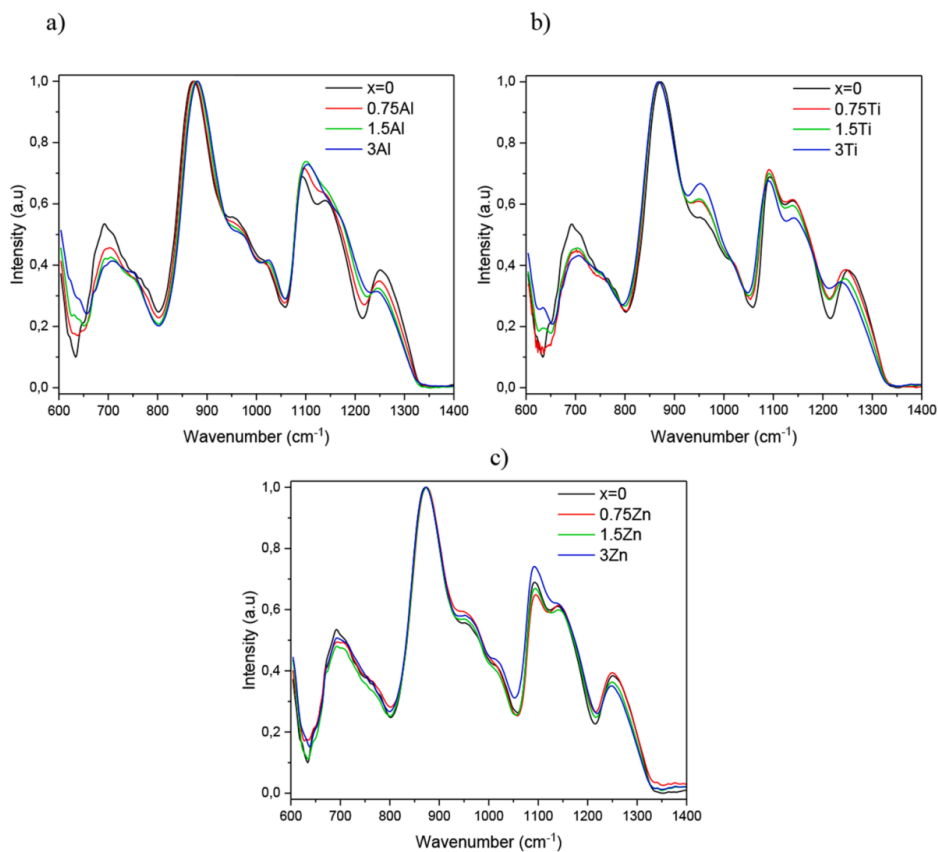 a)
x=0
0.75Al
1.5Al
3Al
1,0
0,8
0,6
0,4
0,2
0,0
Intensity (a.u)
600 700 800 900 1000 1100 1200 1300 1400
Wavenumber (cm⁻¹)
b)
x=0
0.75Ti
1.5Ti
3Ti
1,0
0,8
0,6
0,4
0,2
0,0
Intensity (a.u)
600 700 800 900 1000 1100 1200 1300 1400
Wavenumber (cm⁻¹)
c)
x=0
0.75Zn
1.5Zn
3Zn
1,0
0,8
0,6
0,4
0,2
0,0
Intensity (a.u)
600 700 800 900 1000 1100 1200 1300 1400
Wavenumber (cm⁻¹)